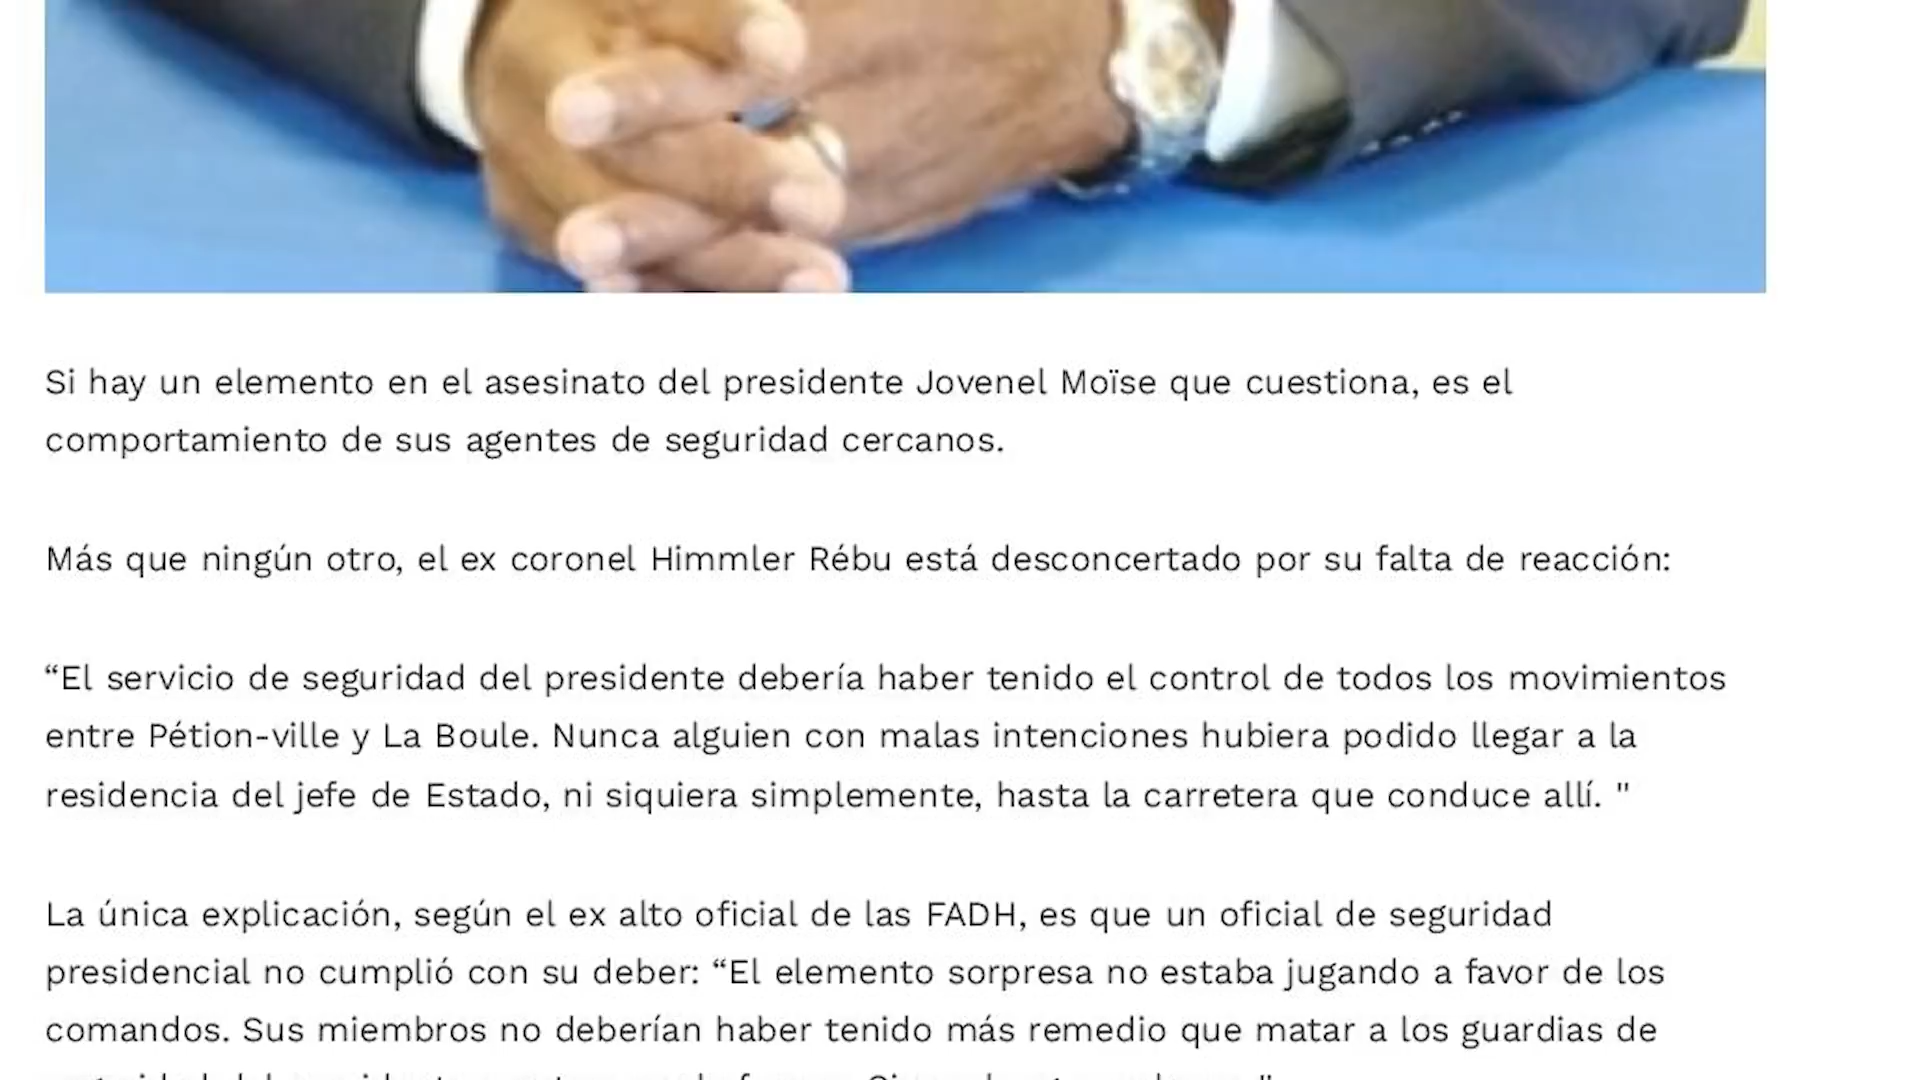 Si hay un elemento en el asesinato del presidente Jovenel Moïse que cuestiona, es el
comportamiento de sus agentes de seguridad cercanos.
Más que ningún otro, el ex coronel Himmler Rébu está desconcertado por su falta de reacción:
“El servicio de seguridad del presidente debería haber tenido el control de todos los movimientos
entre Pétion-ville y La Boule. Nunca alguien con malas intenciones hubiera podido llegar a la
residencia del jefe de Estado, ni siquiera simplemente, hasta la carretera que conduce allí. "
La única explicación, según el ex alto oficial de las FADH, es que un oficial de seguridad
presidencial no cumplió con su deber: “El elemento sorpresa no estaba jugando a favor de los
comandos. Sus miembros no deberían haber tenido más remedio que matar a los guardias de